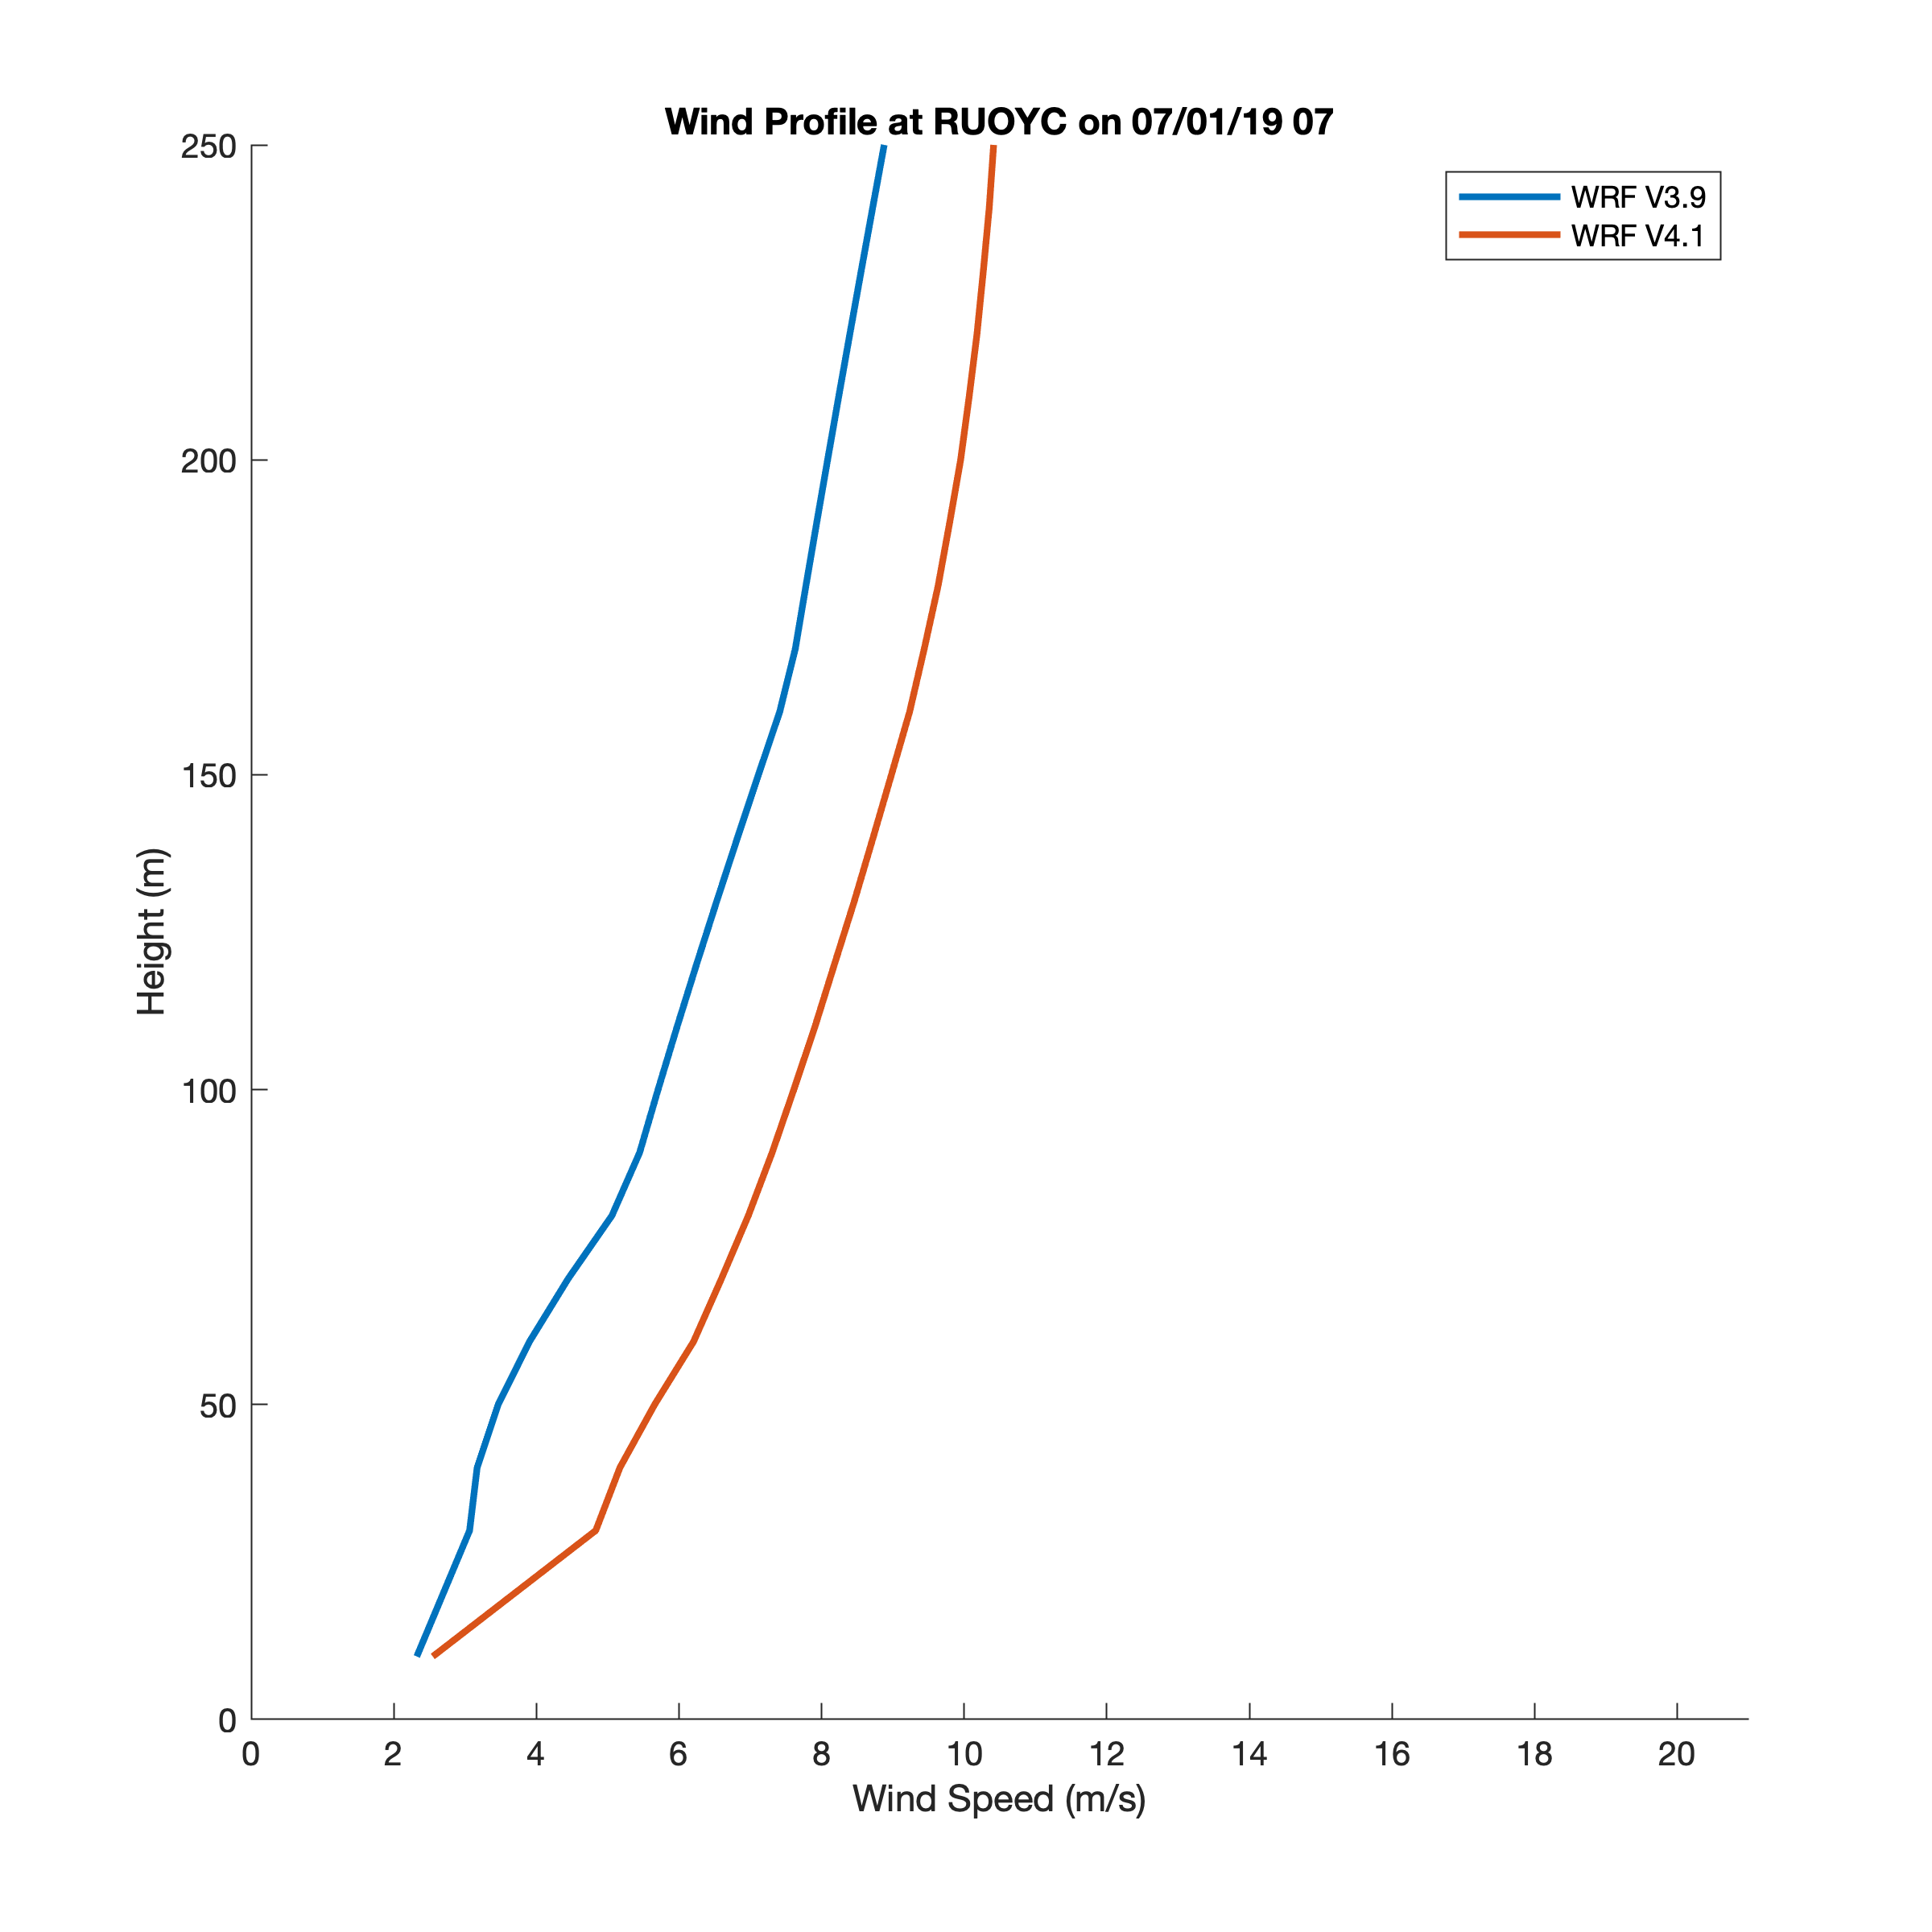 Wind Profile at RUOYC on 07/01/19 07
WRF V3.9
WRF V4.1
250
200
150
100
50
0
Height (m)
0 2 4 6 8 10 12 14 16 18 20
Wind Speed (m/s)